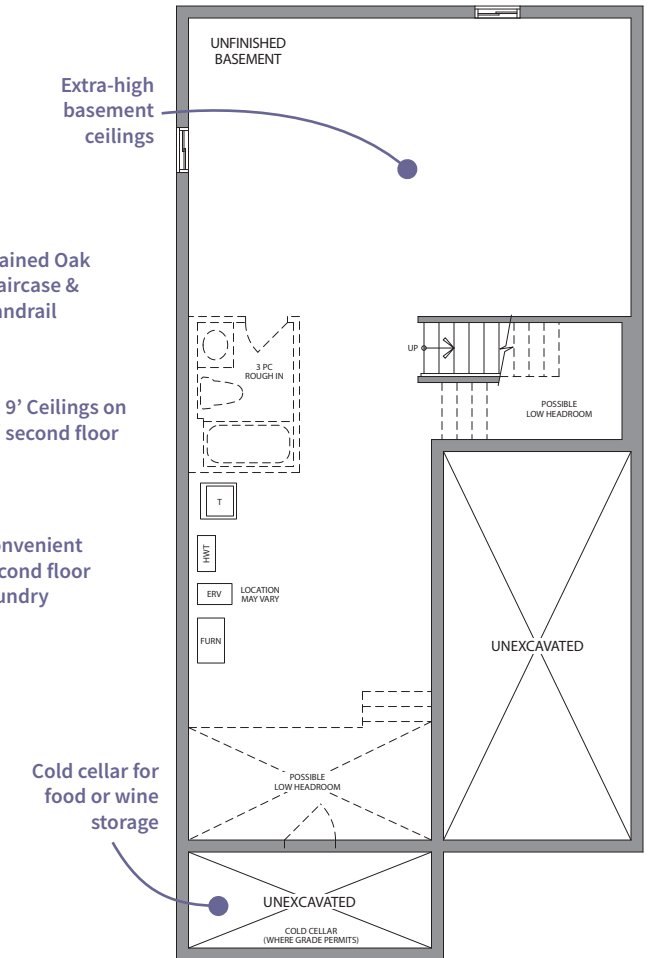 UNFINISHED
BASEMENT
Extra-high
basement
ceilings
ained Oak
aircase &
andrail
UP
3 PC
ROUGH IN
POSSIBLE
LOW HEADROOM
9’ Ceilings on
second floor
T
HWT
ERV
LOCATION
MAY VARY
FURN
nvenient
cond floor
undry
UNEXCAVATED
Cold cellar for
food or wine
storage
POSSIBLE
LOW HEADROOM
UNEXCAVATED
COLD CELLAR
(WHERE GRADE PERMITS)